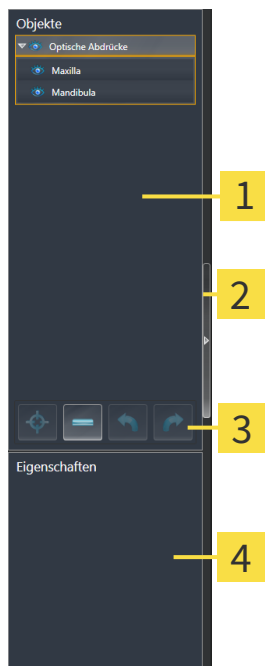 Objekte
Optische Abdrücke
Maxilla
Mandibula
1
2
3
Eigenschaften
4